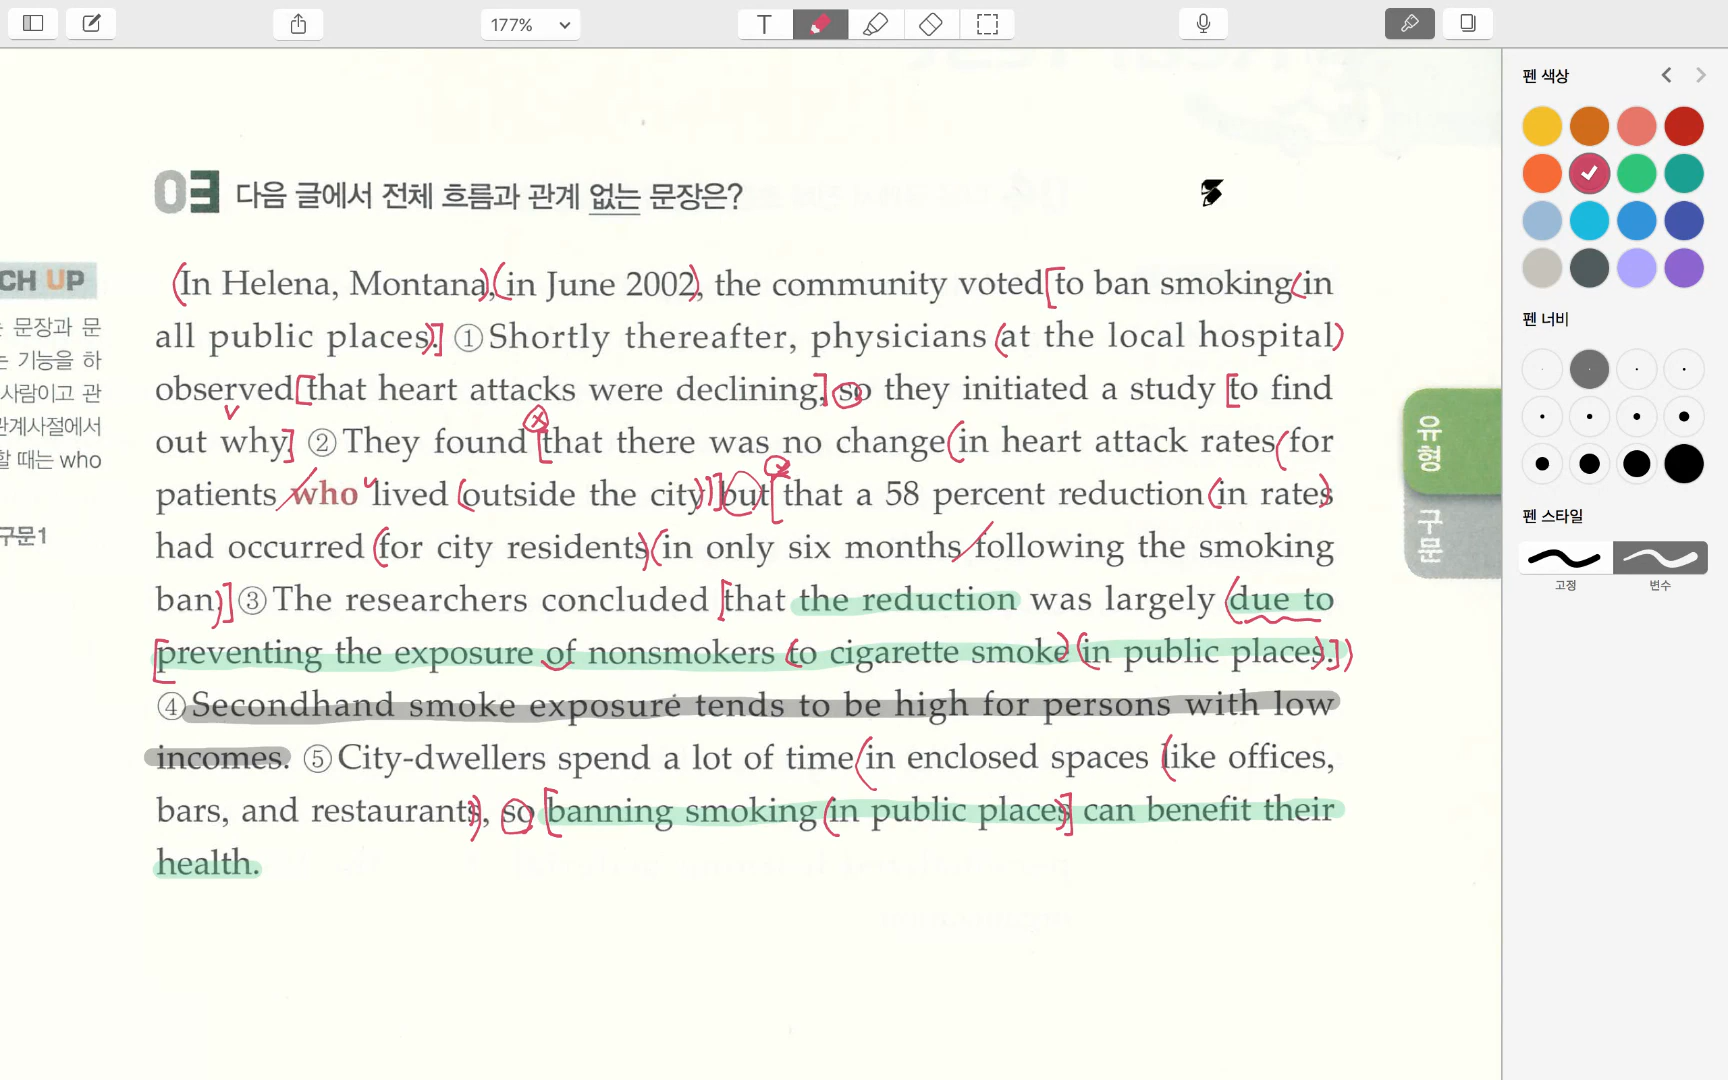 177%
T
펜 색상
03 다음 글에서 전체 흐름과 관계 없는 문장은?
CH UP
문장과 문
기능을 하
사람이고 관
관계사절에서
할 때는 who
구문1
In Helena, Montana, in June 2002, the community voted to ban smoking in
all public places. ① Shortly thereafter, physicians at the local hospital
observed that heart attacks were declining, so they initiated a study to find
out why. ② They found that there was no change in heart attack rates for
patients who lived outside the city but that a 58 percent reduction in rates
had occurred for city residents in only six months following the smoking
ban. ③ The researchers concluded that the reduction was largely due to
preventing the exposure of nonsmokers to cigarette smoke in public places.
④ Secondhand smoke exposure tends to be high for persons with low
incomes. ⑤ City-dwellers spend a lot of time in enclosed spaces like offices,
bars, and restaurants, so banning smoking in public places can benefit their
health.
유형
구문
펜 너비
펜 스타일
고정
변수